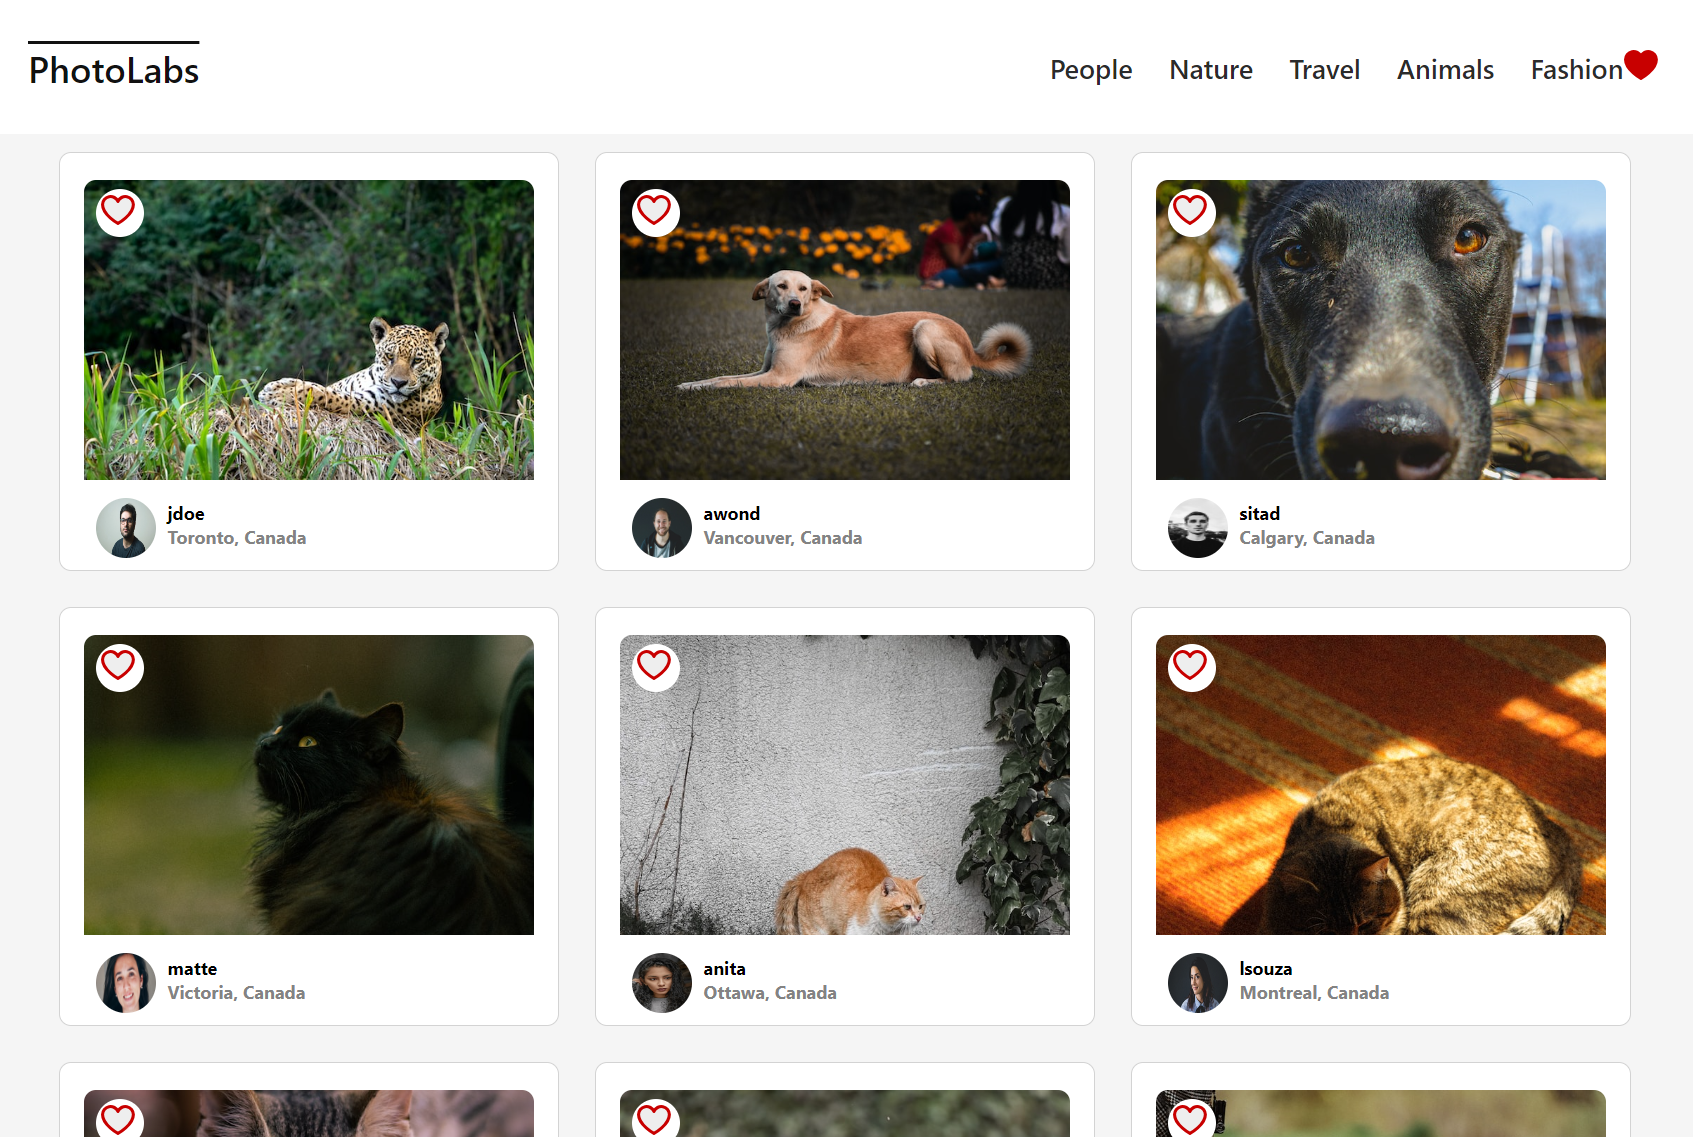 PhotoLabs
People Nature Travel Animals Fashion
jdoe
Toronto, Canada
awond
Vancouver, Canada
sitad
Calgary, Canada
matte
Victoria, Canada
anita
Ottawa, Canada
lsouza
Montreal, Canada